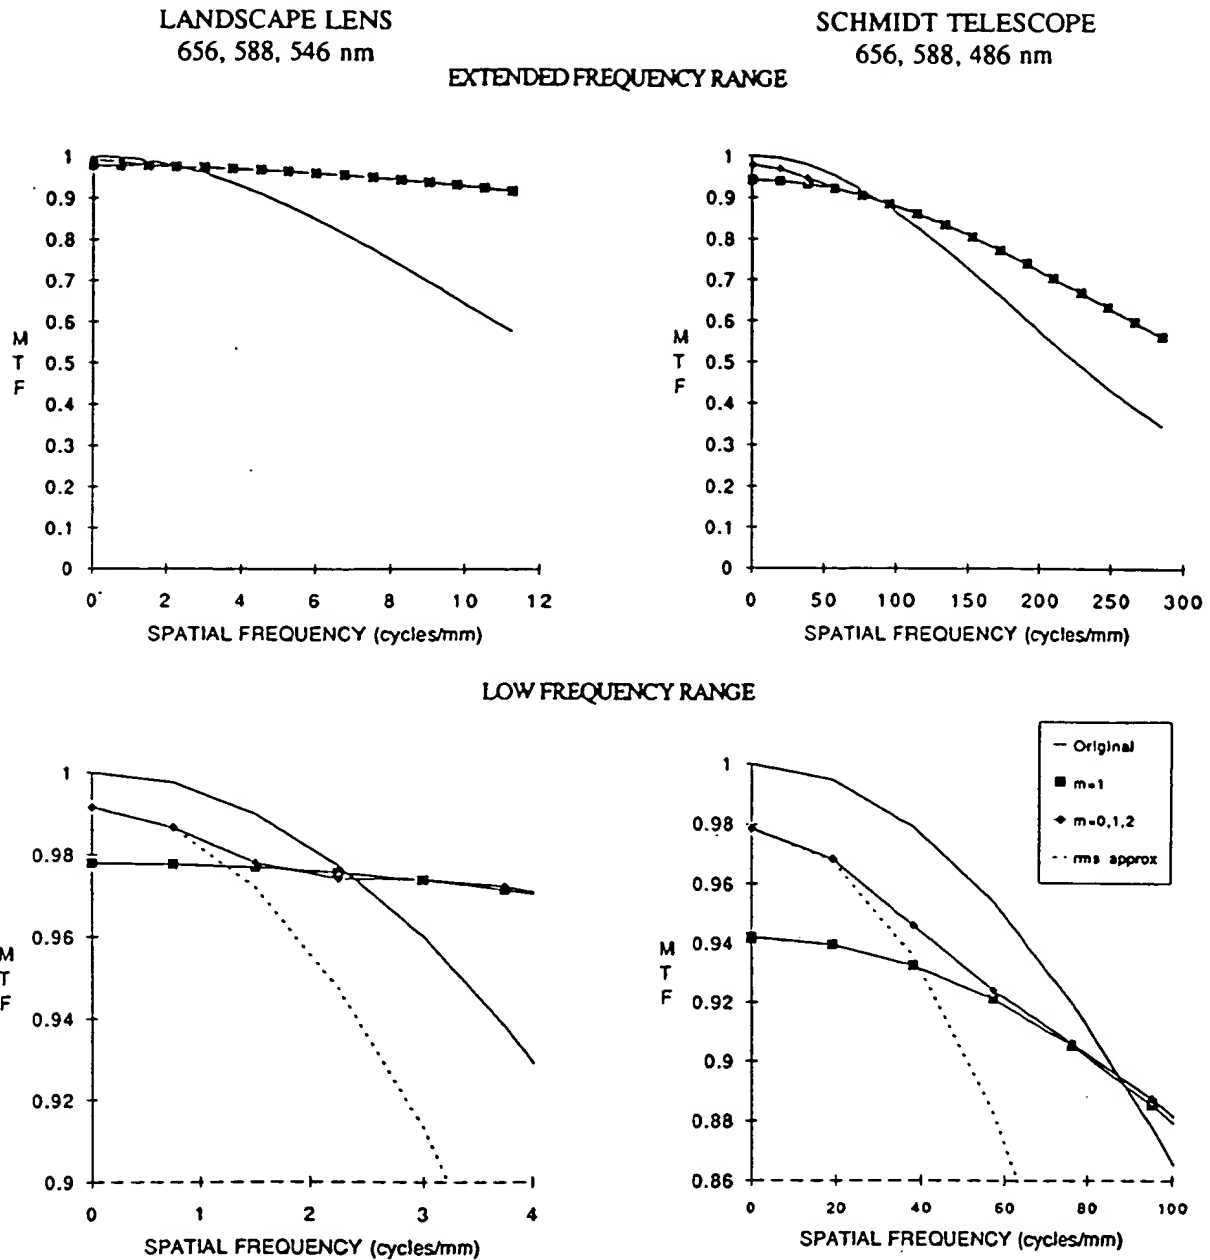 LANDSCAPE LENS
656, 588, 546 nm
SCHMIDT TELESCOPE
656, 588, 486 nm
EXTENDED FREQUENCY RANGE
1
0.9
0.8
0.7
0.6
0.5
0.4
0.3
0.2
0.1
0
M
T
F
0
2
4
6
8
10
12
SPATIAL FREQUENCY (cycles/mm)
1
0.9
0.8
0.7
0.6
0.5
0.4
0.3
0.2
0.1
0
M
T
F
0
50
100
150
200
250
300
SPATIAL FREQUENCY (cycles/mm)
LOW FREQUENCY RANGE
1
0.98
0.96
0.94
0.92
0.9
M
T
F
0
1
2
3
4
SPATIAL FREQUENCY (cycles/mm)
1
0.98
0.96
0.94
0.92
0.9
0.88
0.86
M
T
F
0
20
40
60
80
100
SPATIAL FREQUENCY (cycles/mm)
Original
m=1
m=0,1,2
rms approx